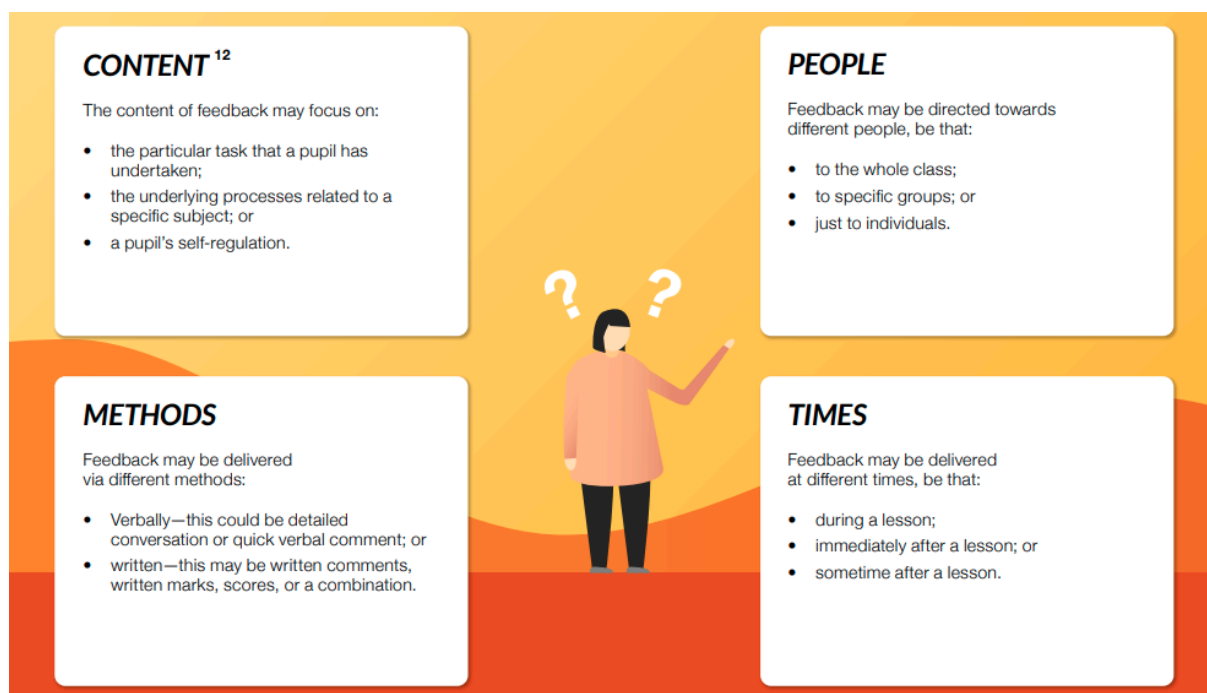 CONTENT 12
The content of feedback may focus on:
• the particular task that a pupil has
undertaken;
• the underlying processes related to a
specific subject; or
• a pupil's self-regulation.
PEOPLE
Feedback may be directed towards
different people, be that:
• to the whole class;
• to specific groups; or
• just to individuals.
? ?
METHODS
Feedback may be delivered
via different methods:
• Verbally—this could be detailed
conversation or quick verbal comment; or
• written—this may be written comments,
written marks, scores, or a combination.
TIMES
Feedback may be delivered
at different times, be that:
• during a lesson;
• immediately after a lesson; or
• sometime after a lesson.